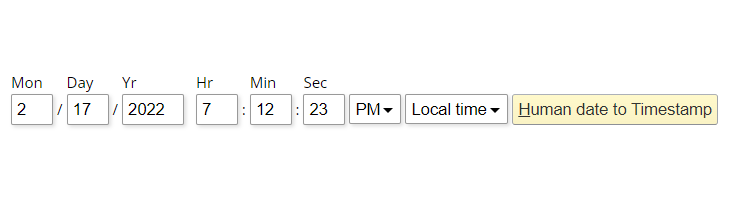 Mon Day Yr Hr Min Sec
2 / 17 / 2022 7 : 12 : 23 PM Local time Human date to Timestamp